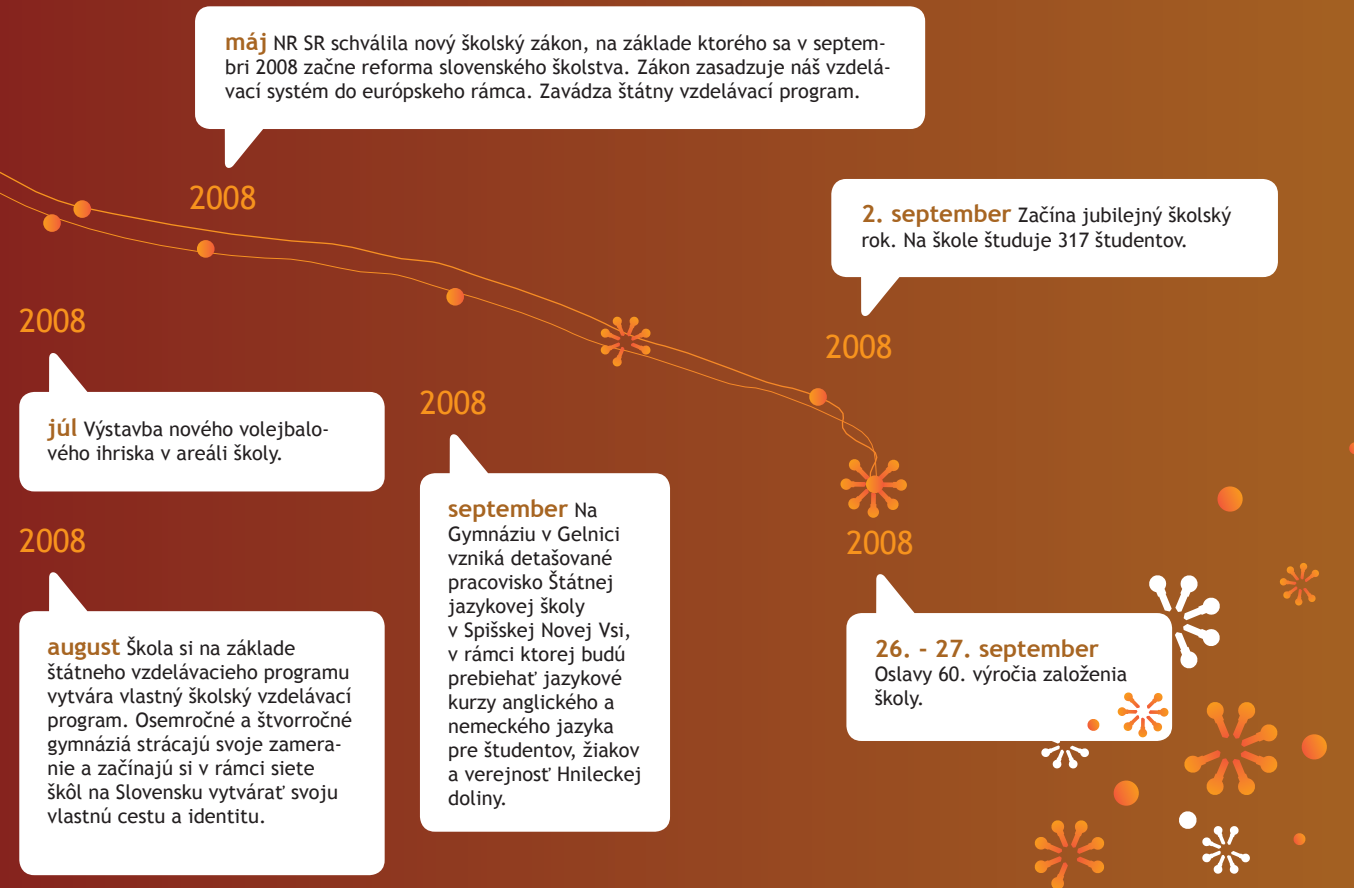 máj NR SR schválila nový školský zákon, na základe ktorého sa v septem-
bri 2008 začne reforma slovenského školstva. Zákon zasadzuje náš vzdelá-
vací systém do európskeho rámca. Zavádza štátny vzdelávací program.
2008
2008
júl Výstavba nového volejbalo-
vého ihriska v areáli školy.
2008
august Škola si na základe
štátneho vzdelávacieho programu
vytvára vlastný školský vzdelávací
program. Osemročné a štvorročné
gymnáziá strácajú svoje zamera-
nie a začínajú si v rámci siete
škôl na Slovensku vytvárať svoju
vlastnú cestu a identitu.
2008
september Na
Gymnáziu v Gelnici
vzniká detašované
pracovisko Štátnej
jazykovej školy
v Spišskej Novej Vsi,
v rámci ktorej budú
prebiehať jazykové
kurzy anglického a
nemeckého jazyka
pre študentov, žiakov
a verejnosť Hnileckej
doliny.
2. september Začína jubilejný školský
rok. Na škole študuje 317 študentov.
2008
2008
26. - 27. september
Oslavy 60. výročia založenia
školy.